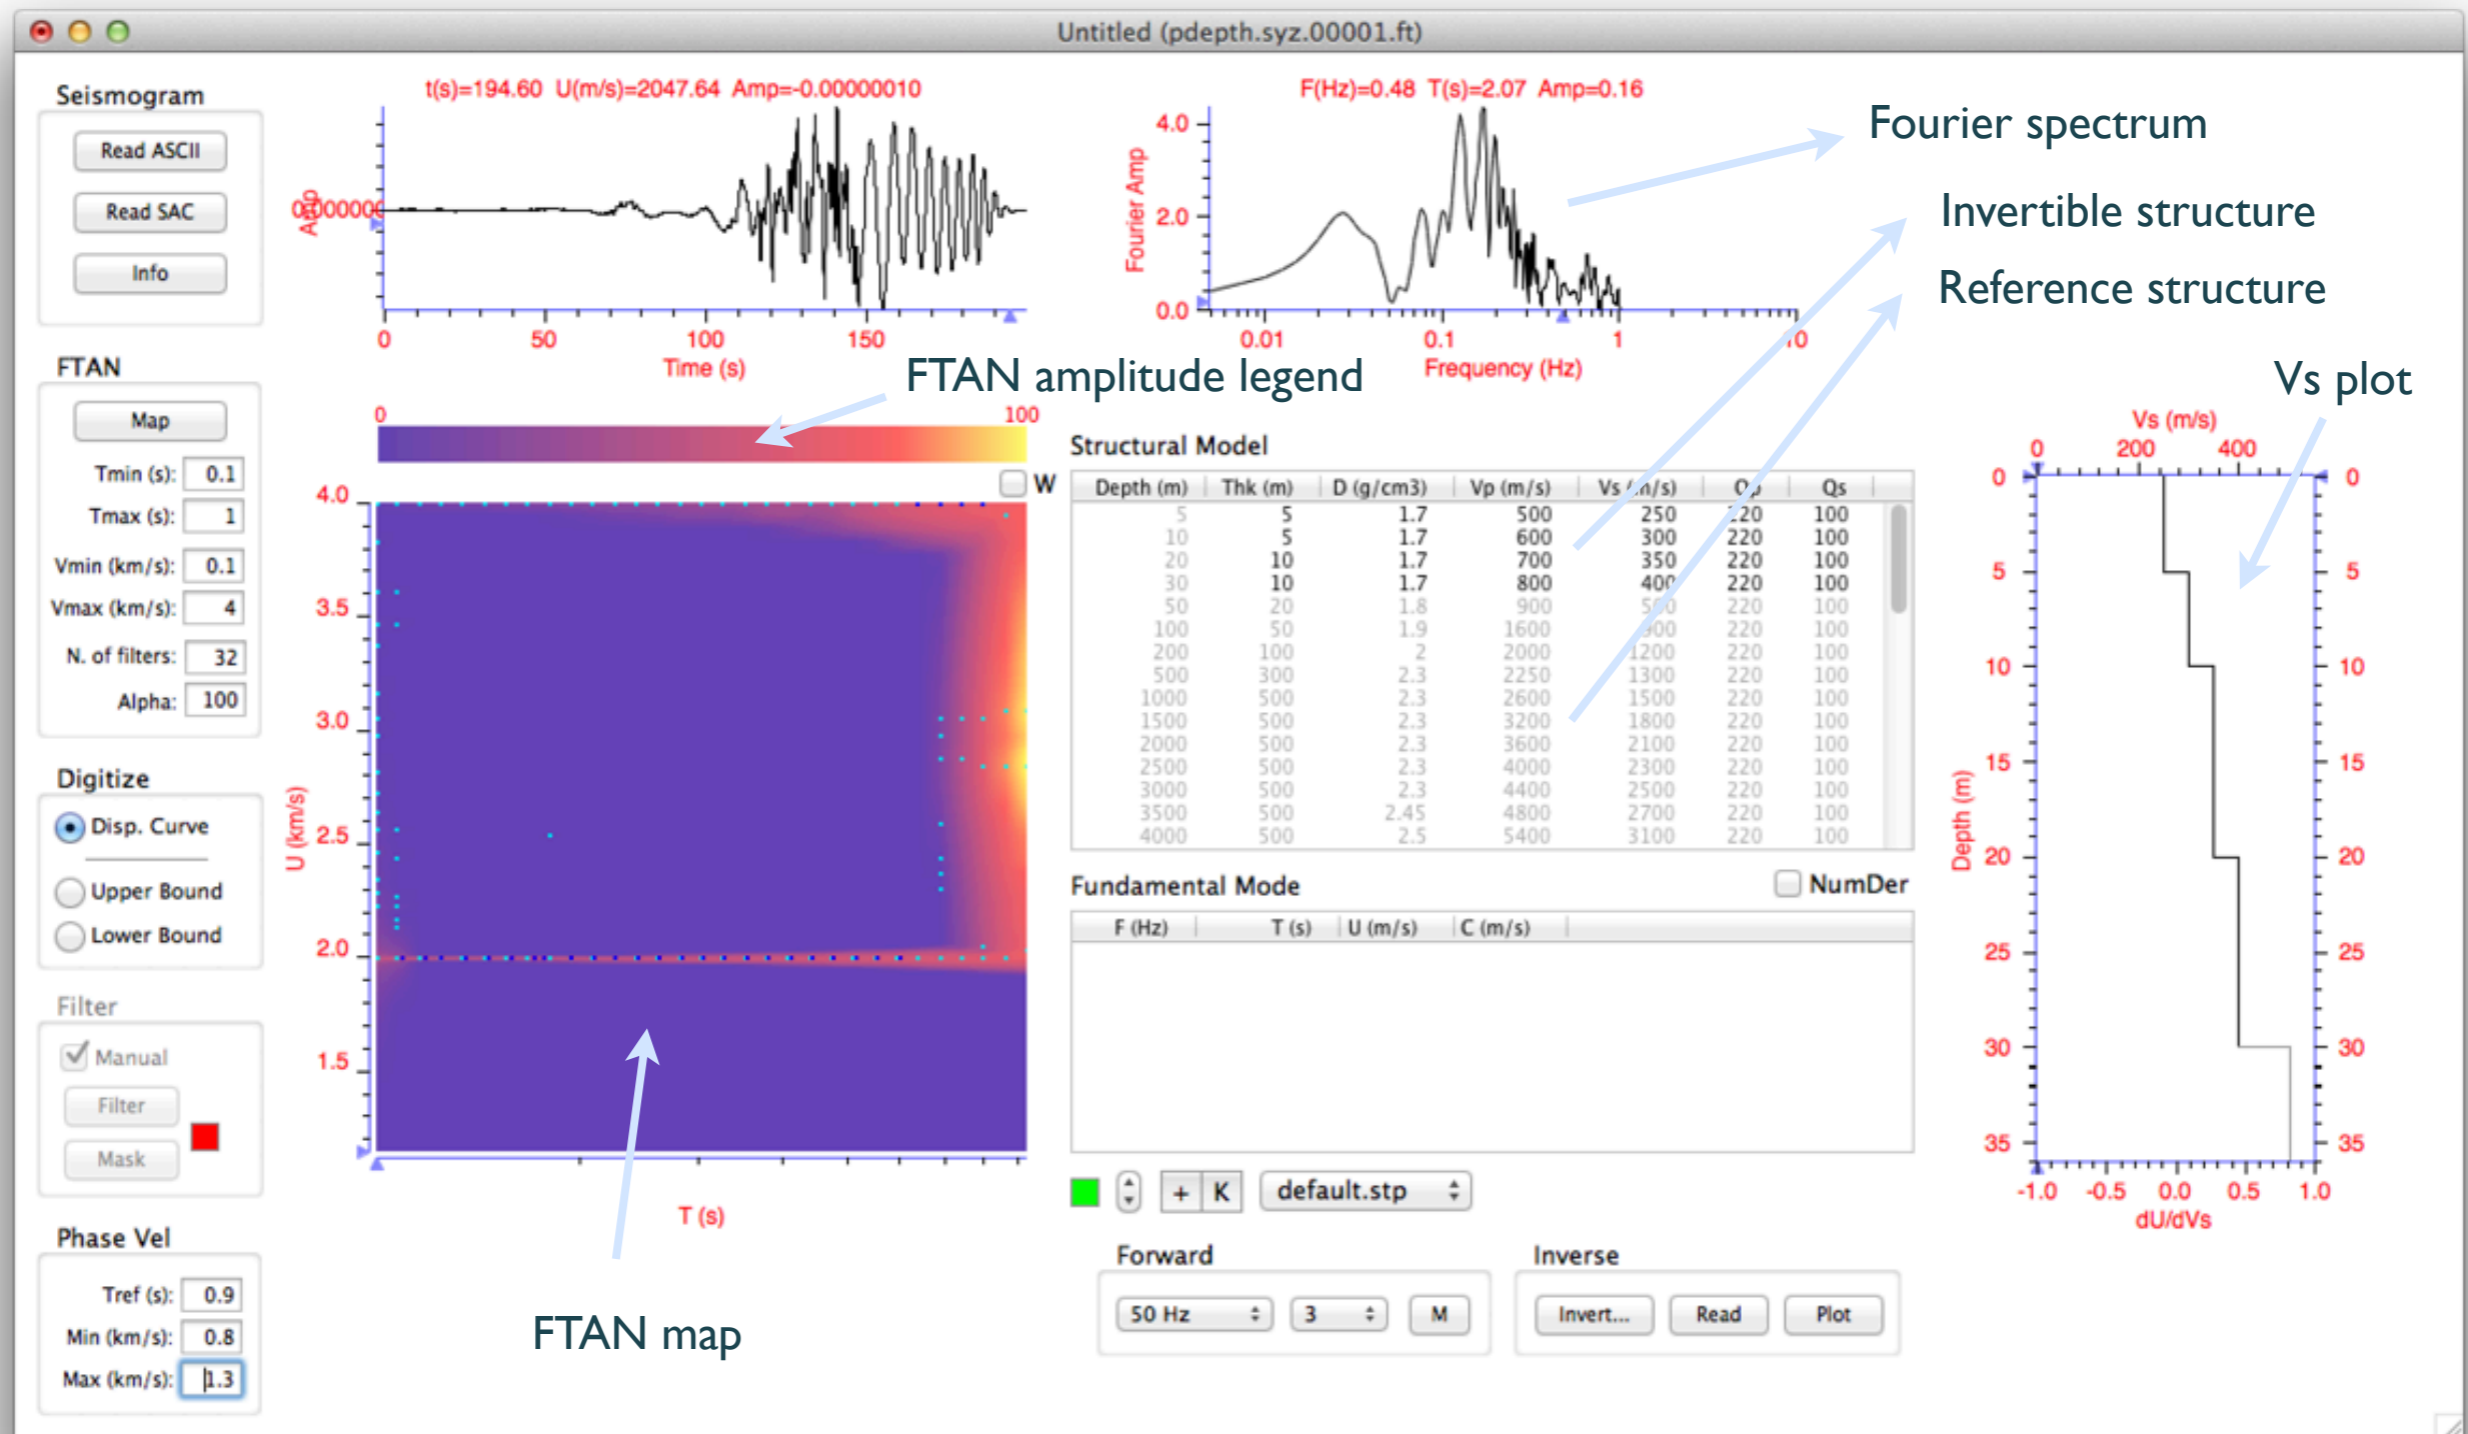 Untitled (pdepth.syz.00001.ft)
Seismogram
Read ASCII
Read SAC
Info
FTAN
Map
Tmin (s): 0.1
Tmax (s): 1
Vmin (km/s): 0.1
Vmax (km/s): 4
N. of filters: 32
Alpha: 100
Digitize
Disp. Curve
Upper Bound
Lower Bound
Filter
Manual
Filter
Mask
Phase Vel
Tref (s): 0.9
Min (km/s): 0.8
Max (km/s): 1.3
t(s)=194.60 U(m/s)=2047.64 Amp=-0.00000010
Amp
0 50 100 150
Time (s)
F(Hz)=0.48 T(s)=2.07 Amp=0.16
4.0
2.0
0.0
Fourier Amp
0.01 0.1 1 10
Frequency (Hz)
Fourier spectrum
Invertible structure
Reference structure
Vs plot
FTAN amplitude legend
0 100
W
4.0
3.5
3.0
2.5
2.0
1.5
U (km/s)
T (s)
FTAN map
Structural Model
Depth (m) Thk (m) D (g/cm3) Vp (m/s) Vs (m/s) Qp Qs
5 5 1.7 500 250 220 100
10 5 1.7 600 300 220 100
20 10 1.7 700 350 220 100
30 10 1.7 800 400 220 100
50 20 1.8 900 500 220 100
100 50 1.9 1600 900 220 100
200 100 2 2000 1200 220 100
500 300 2.3 2250 1300 220 100
1000 500 2.3 2600 1500 220 100
1500 500 2.3 3200 1800 220 100
2000 500 2.3 3600 2100 220 100
2500 500 2.3 4000 2300 220 100
3000 500 2.3 4400 2500 220 100
3500 500 2.45 4800 2700 220 100
4000 500 2.5 5400 3100 220 100
Fundamental Mode
NumDer
F (Hz) T (s) U (m/s) C (m/s)
+ K default.stp
Forward
50 Hz 3 M
Inverse
Invert... Read Plot
Vs (m/s)
0 200 400
0 0
5 5
10 10
15 15
20 20
25 25
30 30
35 35
Depth (m)
-1.0 -0.5 0.0 0.5 1.0
dU/dVs